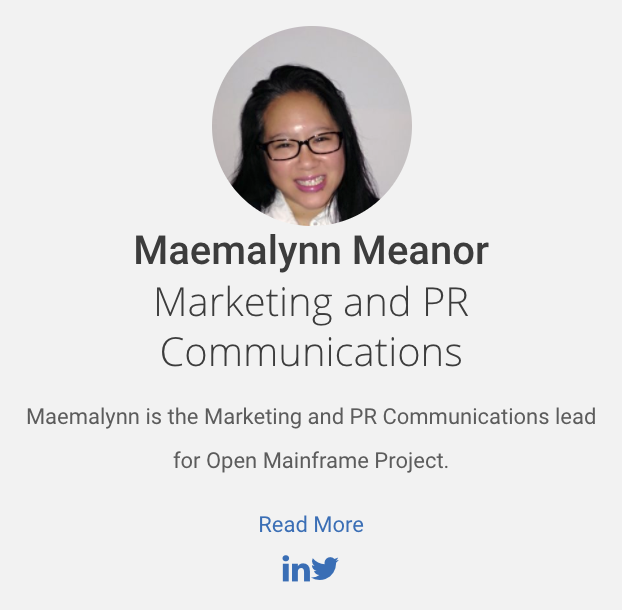 Maemalynn Meanor
Marketing and PR
Communications
Maemalynn is the Marketing and PR Communications lead
for Open Mainframe Project.
Read More
in